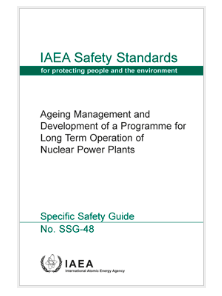 IAEA Safety Standards
for protecting people and the environment
Ageing Management and
Development of a Programme for
Long Term Operation of
Nuclear Power Plants
Specific Safety Guide
No. SSG-48
IAEA
International Atomic Energy Agency